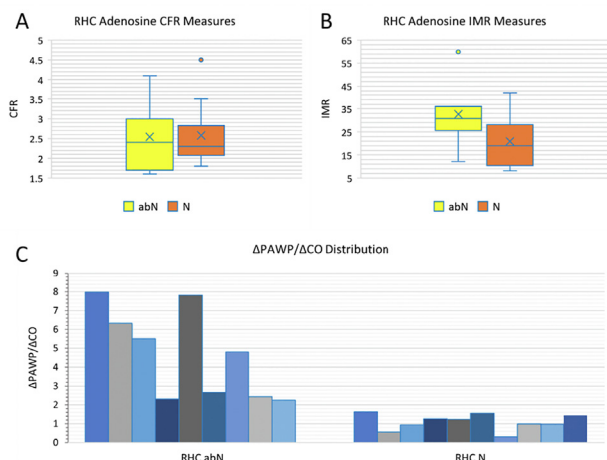 A
RHC Adenosine CFR Measures
CFR
5
4.5
4
3.5
3
2.5
2
1.5
abN N
B
RHC Adenosine IMR Measures
IMR
65
55
45
35
25
15
5
abN N
C
ΔPAWP/ΔCO Distribution
ΔPAWP/ΔCO
9
8
7
6
5
4
3
2
1
0
RHC abN RHC N